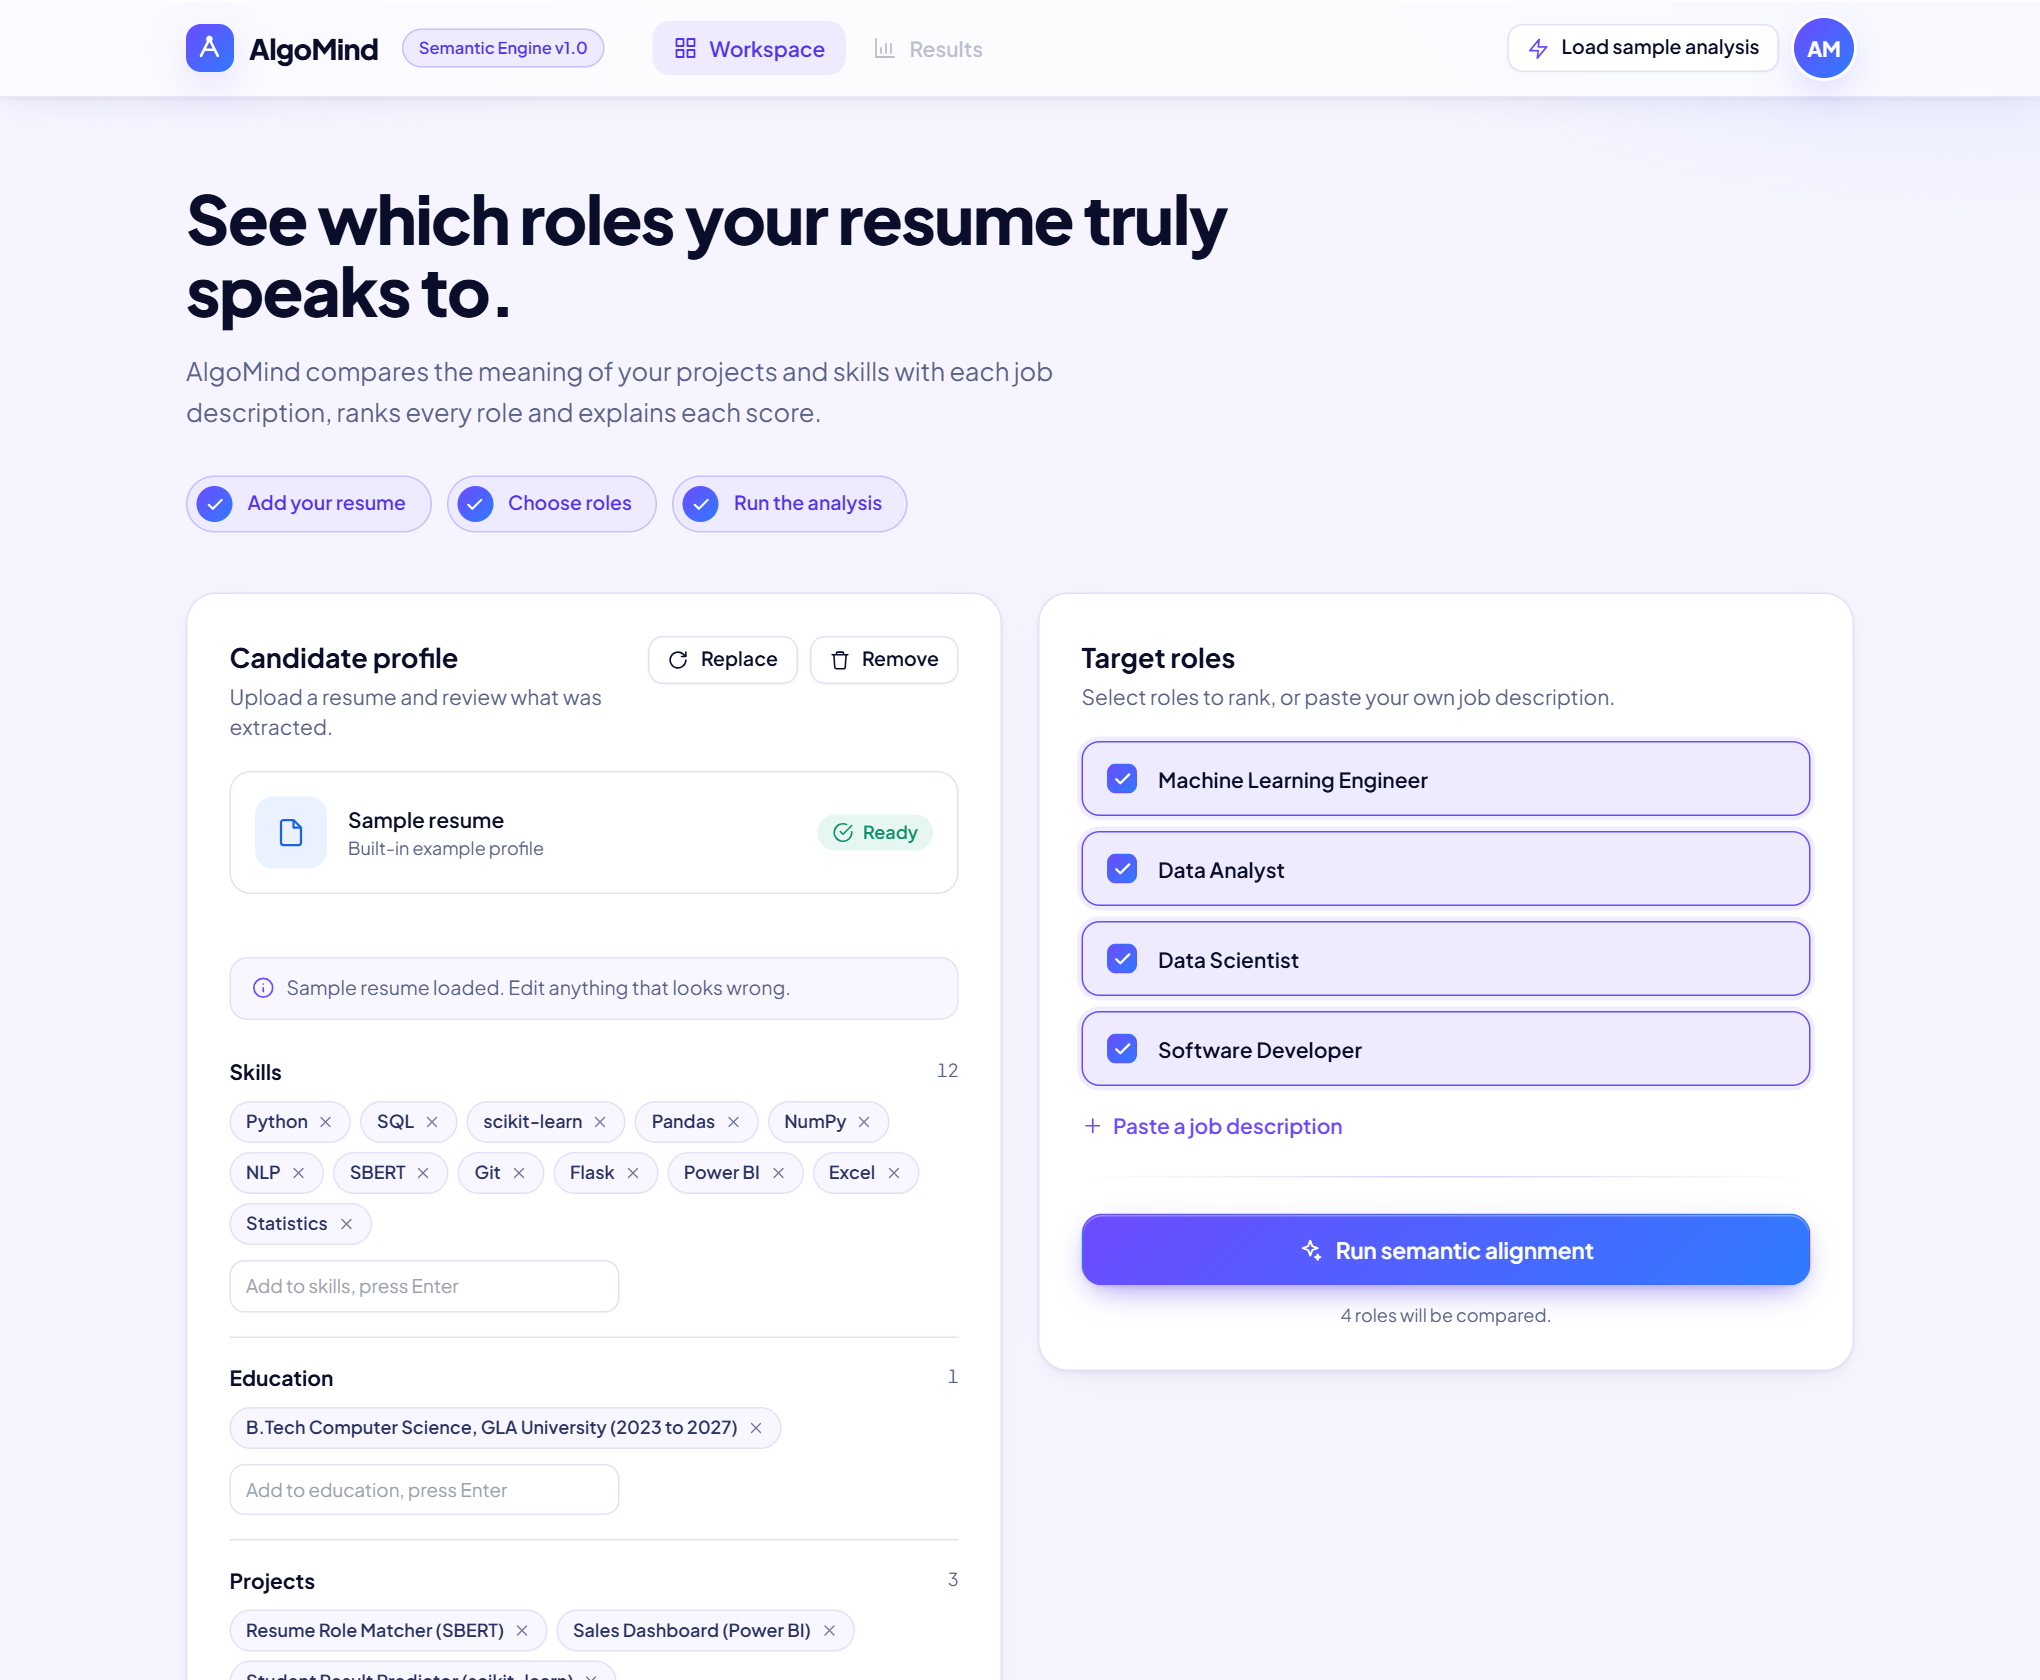 AlgoMind
Semantic Engine v1.0
Workspace
Results
Load sample analysis
AM
See which roles your resume truly
speaks to.
AlgoMind compares the meaning of your projects and skills with each job
description, ranks every role and explains each score.
Add your resume
Choose roles
Run the analysis
Candidate profile
Replace
Remove
Upload a resume and review what was
extracted.
Sample resume
Built-in example profile
Ready
Sample resume loaded. Edit anything that looks wrong.
Skills
12
Python
SQL
scikit-learn
Pandas
NumPy
NLP
SBERT
Git
Flask
Power BI
Excel
Statistics
Add to skills, press Enter
Education
1
B.Tech Computer Science, GLA University (2023 to 2027)
Add to education, press Enter
Projects
3
Resume Role Matcher (SBERT)
Sales Dashboard (Power BI)
Student Result Predictor (scikit-learn)
Target roles
Select roles to rank, or paste your own job description.
Machine Learning Engineer
Data Analyst
Data Scientist
Software Developer
Paste a job description
Run semantic alignment
4 roles will be compared.